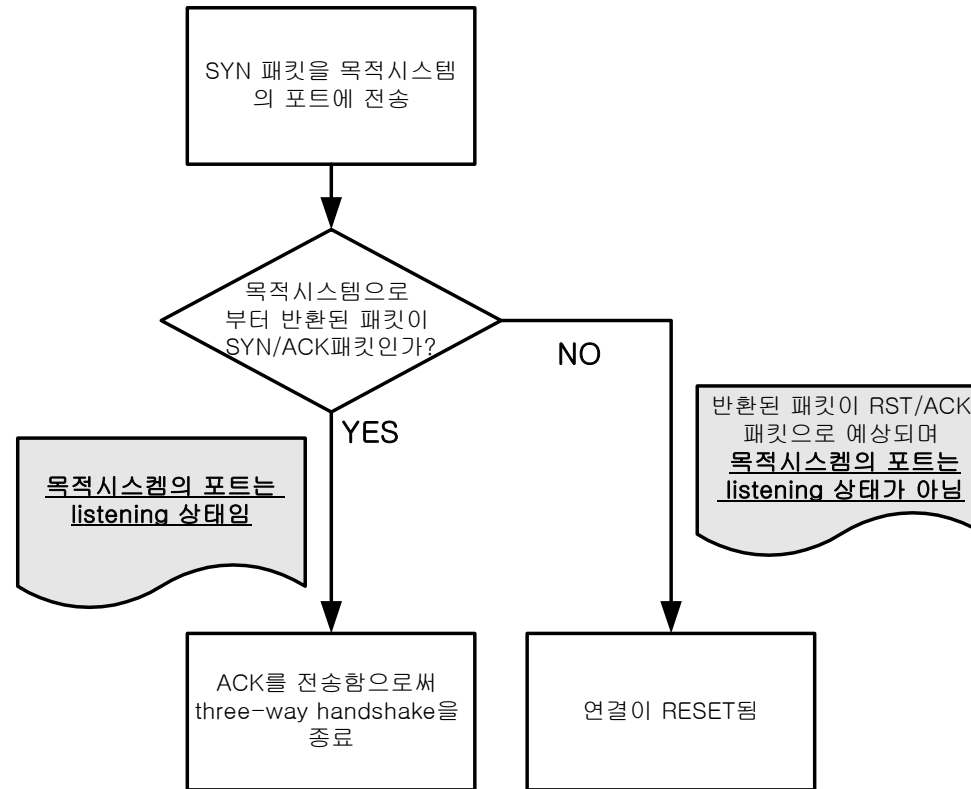 SYN 패킷을 목적시스템
의 포트에 전송
목적시스템으로
부터 반환된 패킷이
SYN/ACK패킷인가?
NO
YES
반환된 패킷이 RST/ACK
패킷으로 예상되며
목적시스켐의 포트는
listening 상태가 아님
목적시스켐의 포트는
listening 상태임
ACK를 전송함으로써
three-way handshake을
종료
연결이 RESET됨